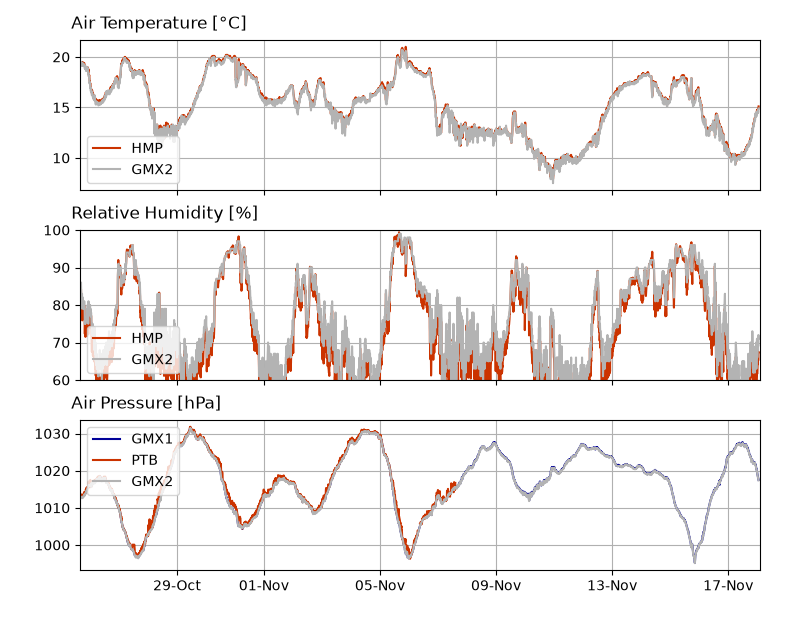 Air Temperature [°C]
20
15
10
HMP
GMX2
Relative Humidity [%]
100
90
80
70
60
HMP
GMX2
Air Pressure [hPa]
1030
1020
1010
1000
GMX1
PTB
GMX2
29-Oct 01-Nov 05-Nov 09-Nov 13-Nov 17-Nov